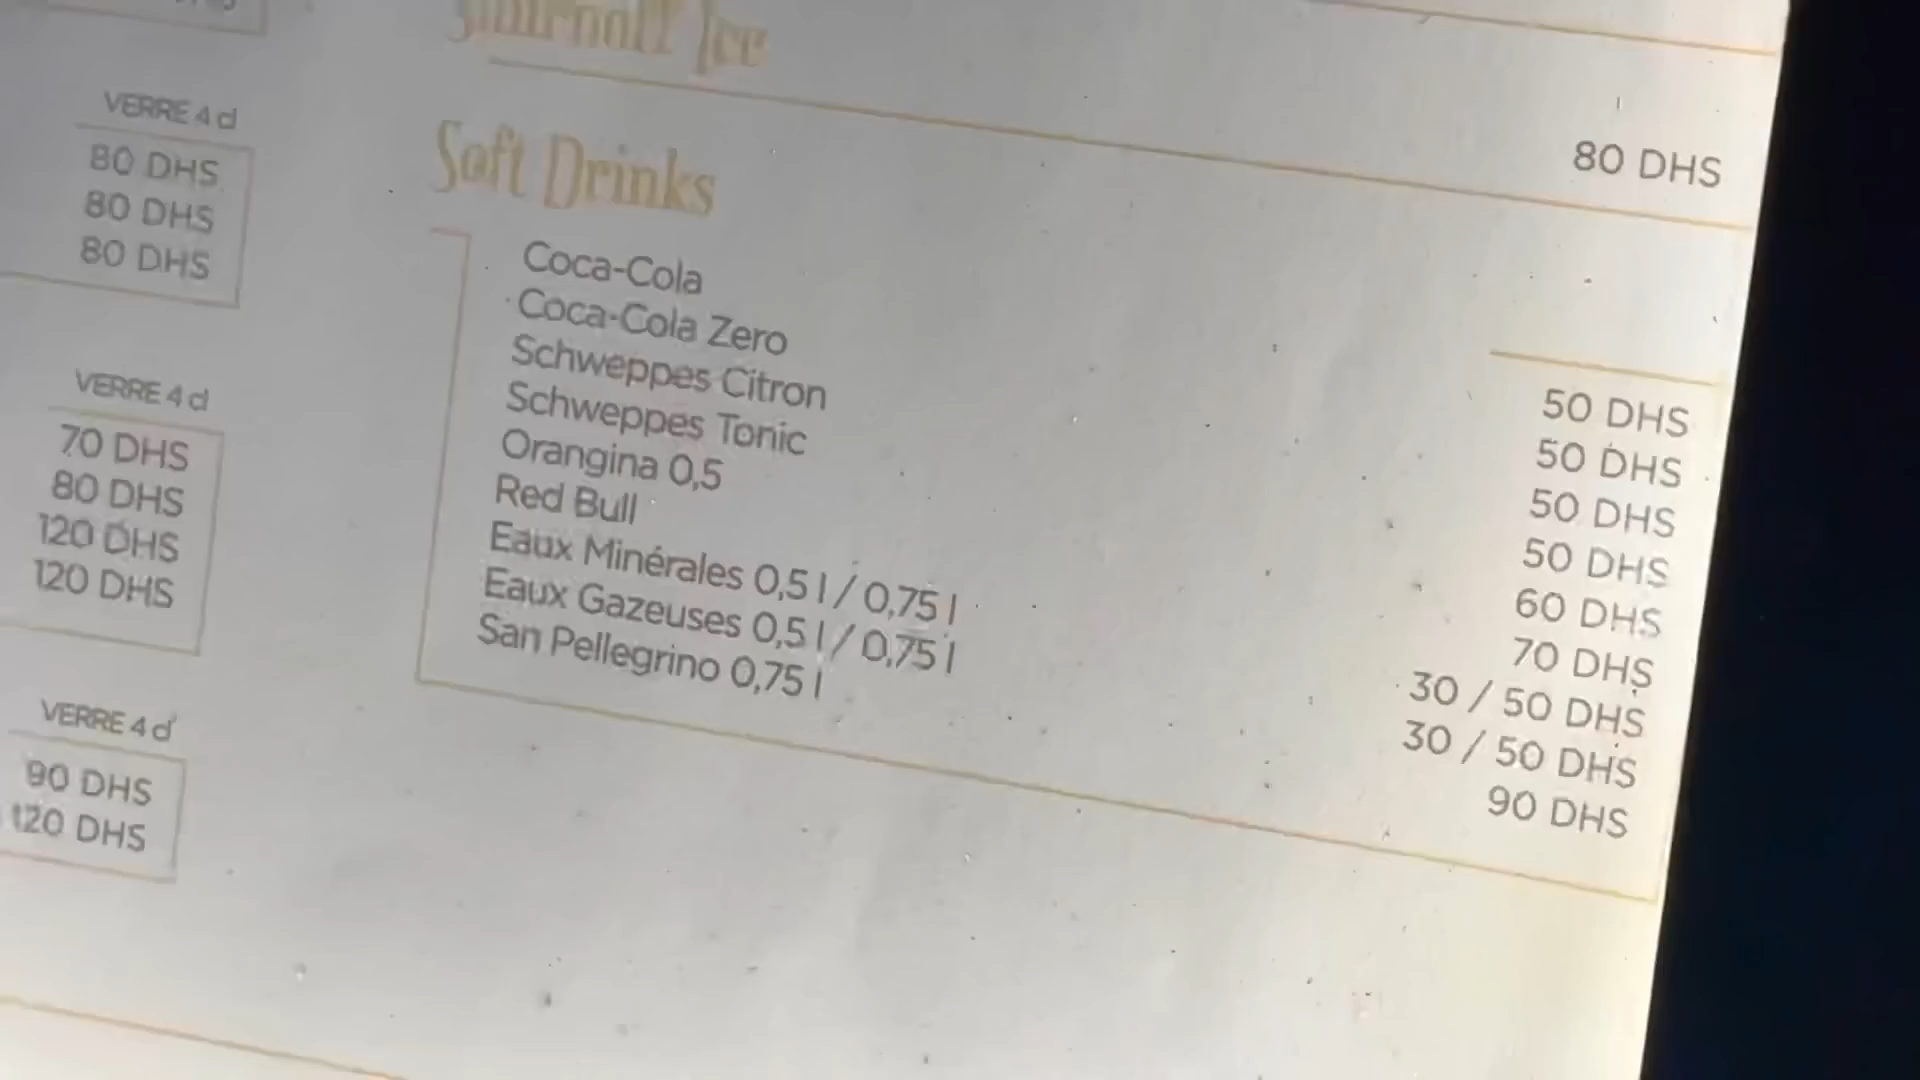 VERRE 4 cl
80 DHS
80 DHS
80 DHS
VERRE 4 cl
70 DHS
80 DHS
120 DHS
120 DHS
VERRE 4 cl
90 DHS
120 DHS
Smirnoff Ice
80 DHS
Soft Drinks
Coca-Cola 50 DHS
Coca-Cola Zero 50 DHS
Schweppes Citron 50 DHS
Schweppes Tonic 50 DHS
Orangina 0,5 60 DHS
Red Bull 70 DHS
Eaux Minérales 0,5 l / 0,75 l 30 / 50 DHS
Eaux Gazeuses 0,5 l / 0,75 l 30 / 50 DHS
San Pellegrino 0,75 l 90 DHS